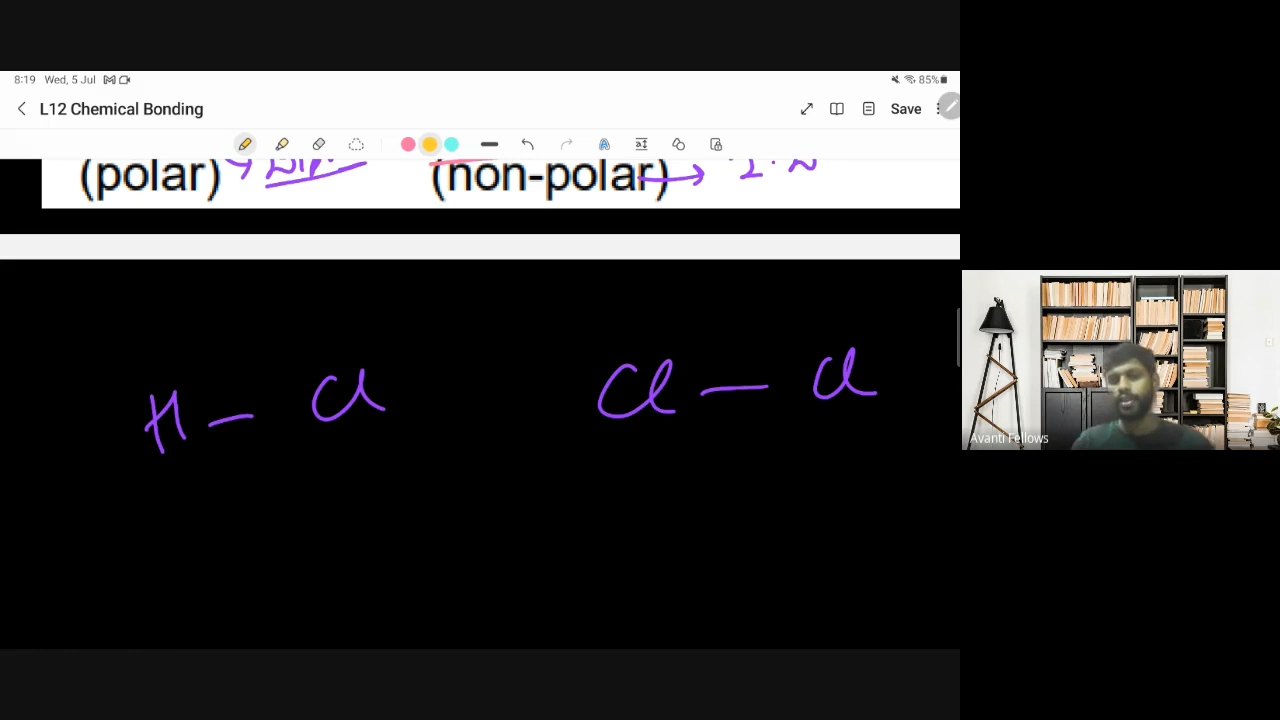 8:19 Wed, 5 Jul 85%
L12 Chemical Bonding Save
(polar) (non-polar)
H - Cl Cl - Cl
Avanti Fellows